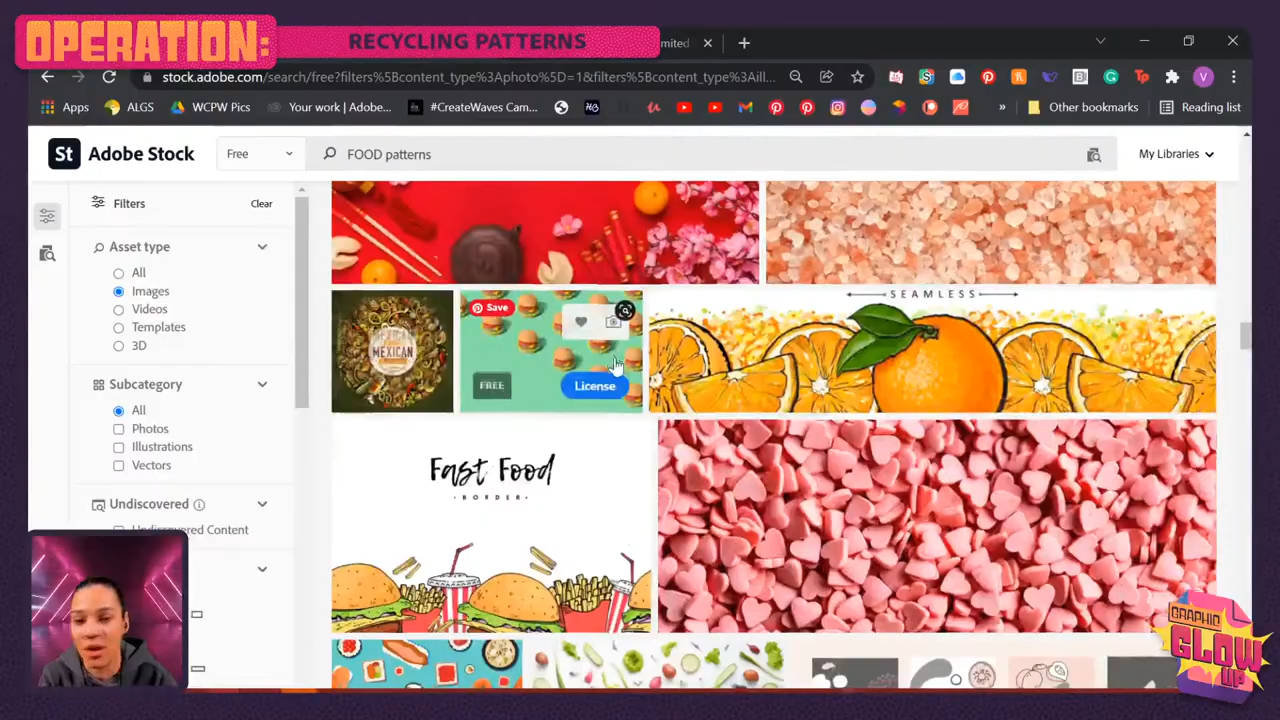 OPERATION:
RECYCLING PATTERNS
mited
stock.adobe.com/search/free?filters%5Bcontent_type%3Aphoto%5D=1&filters%5Bcontent_type%3Aill...
Apps
ALGS
WCPW Pics
Your work | Adobe...
#CreateWaves Cam...
»
Other bookmarks
Reading list
St
Adobe Stock
Free
FOOD patterns
My Libraries
Filters
Clear
Asset type
All
Images
Videos
Templates
3D
Subcategory
All
Photos
Illustrations
Vectors
Undiscovered
Undiscovered Content
SEAMLESS
Save
MEXICAN
FREE
License
Fast Food
·BORDER·
GRAPHIC
GLOW
UP
V